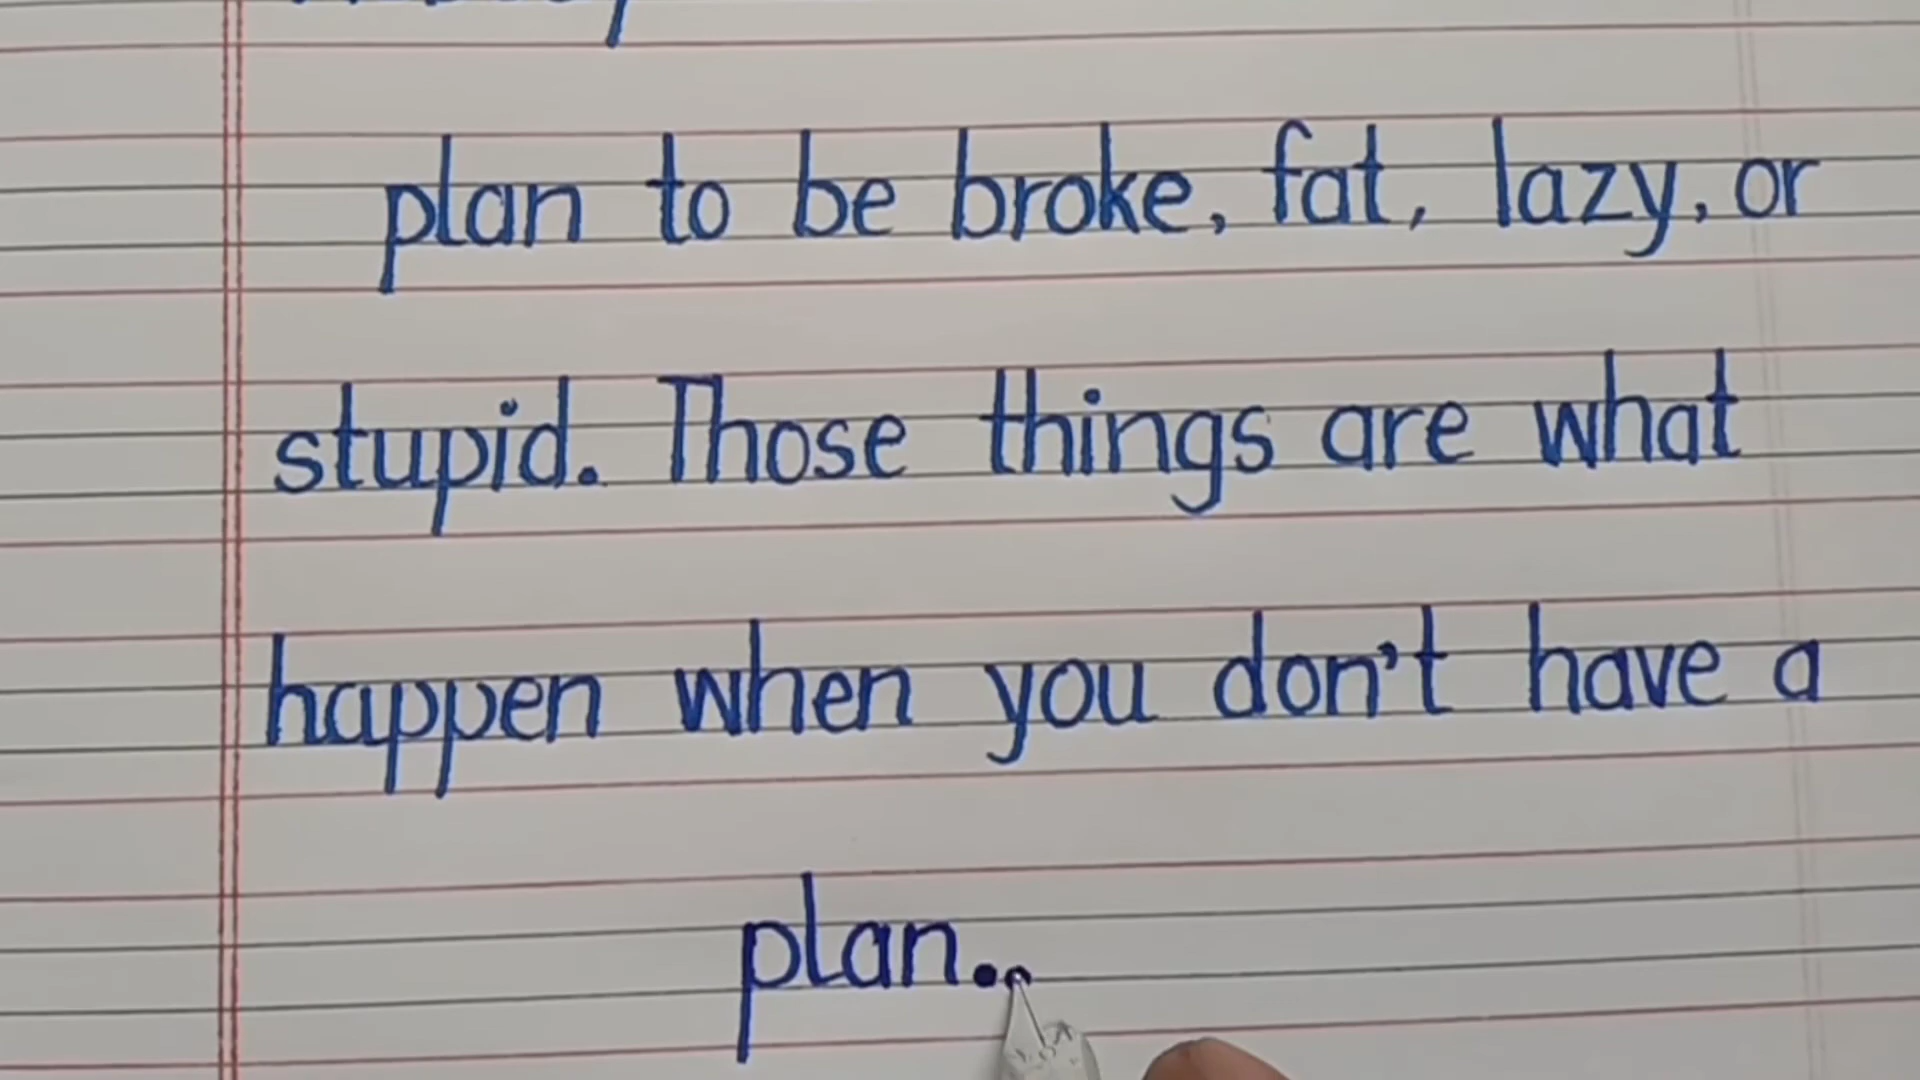 plan to be broke, fat, lazy, or
stupid. Those things are what
happen when you don't have a
plan..